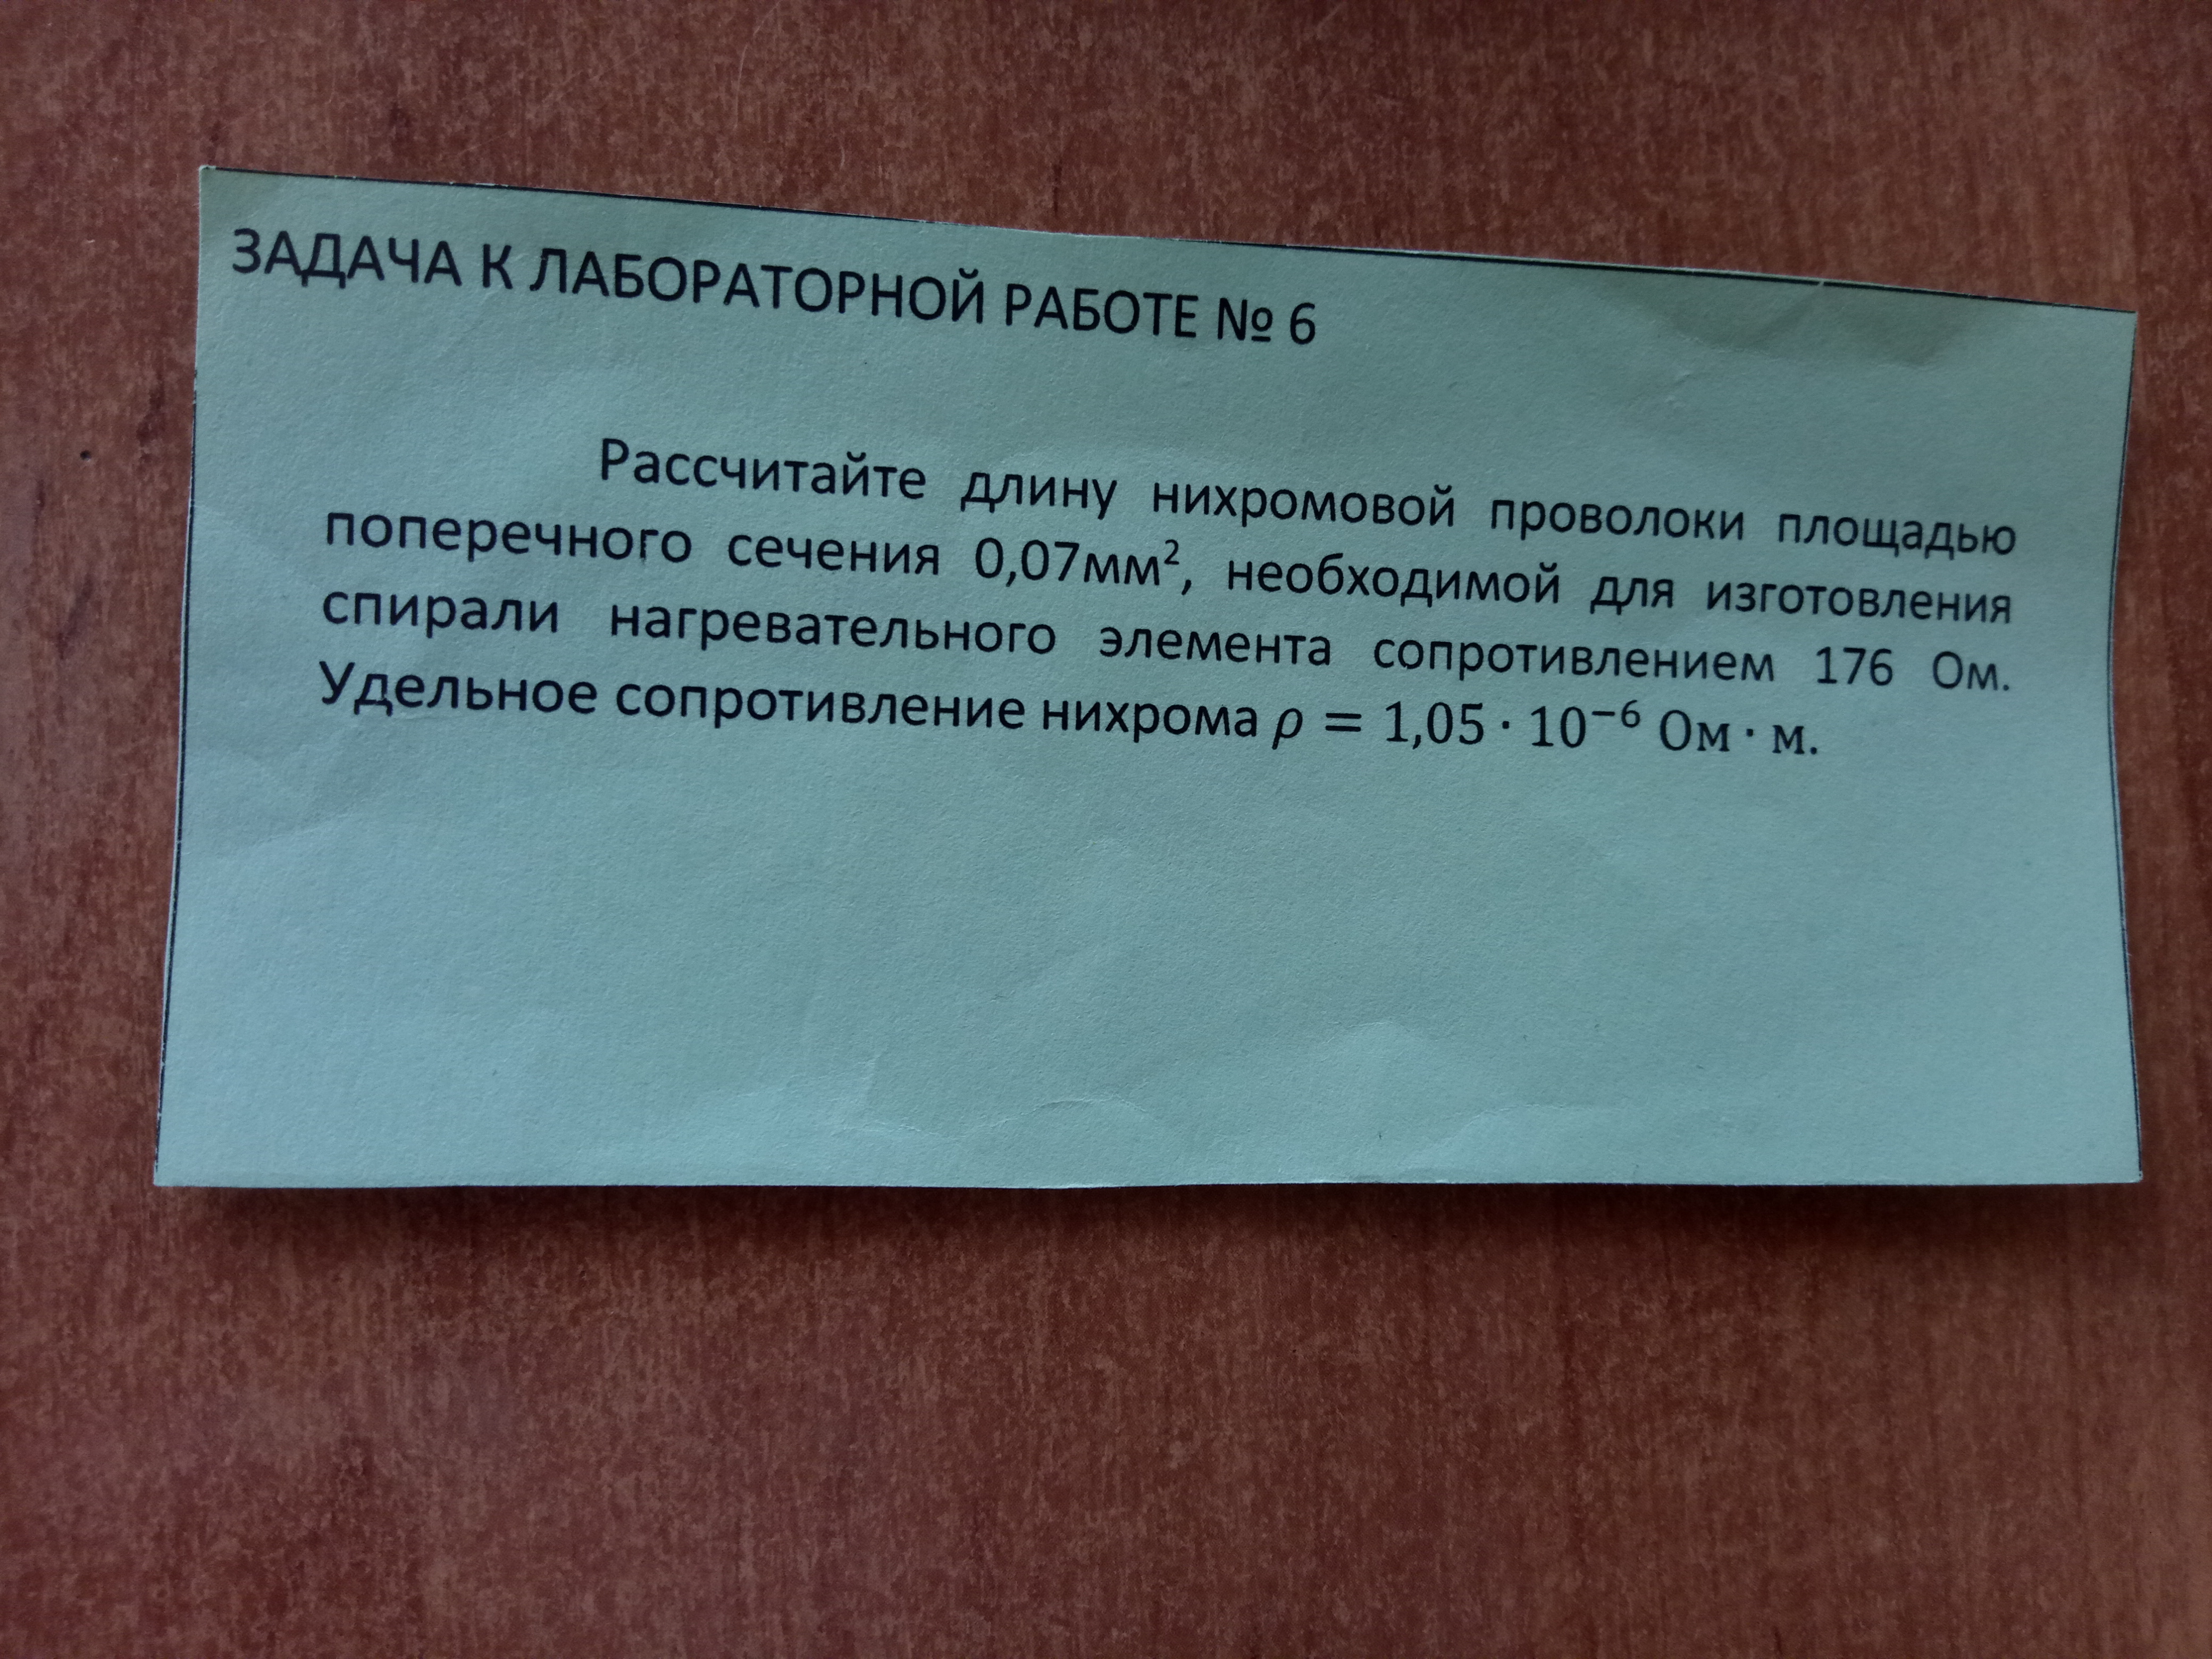 ЗАДАЧА К ЛАБОРАТОРНОЙ РАБОТЕ № 6
Рассчитайте длину нихромовой проволоки площадью
поперечного сечения 0,07мм², необходимой для изготовления
спирали нагревательного элемента сопротивлением 176 Ом.
Удельное сопротивление нихрома ρ = 1,05 · 10⁻⁶ Ом · м.